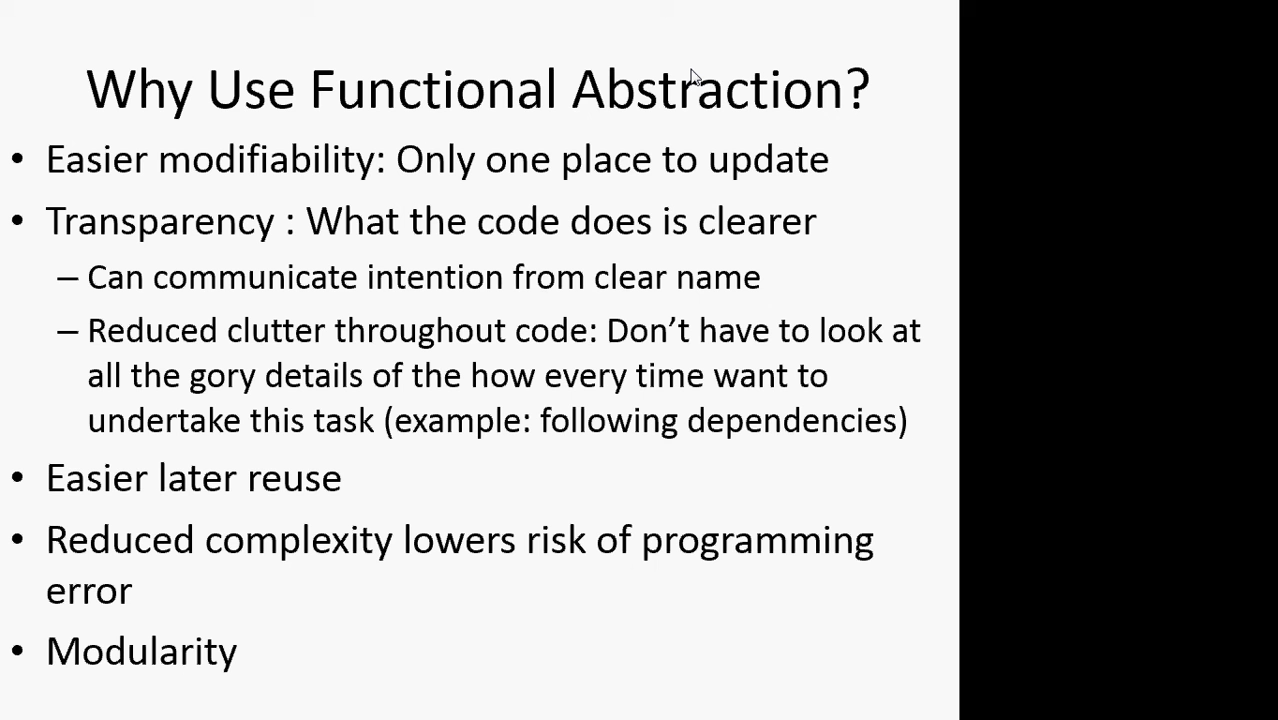 Why Use Functional Abstraction?
• Easier modifiability: Only one place to update
• Transparency : What the code does is clearer
– Can communicate intention from clear name
– Reduced clutter throughout code: Don’t have to look at
all the gory details of the how every time want to
undertake this task (example: following dependencies)
• Easier later reuse
• Reduced complexity lowers risk of programming
error
• Modularity